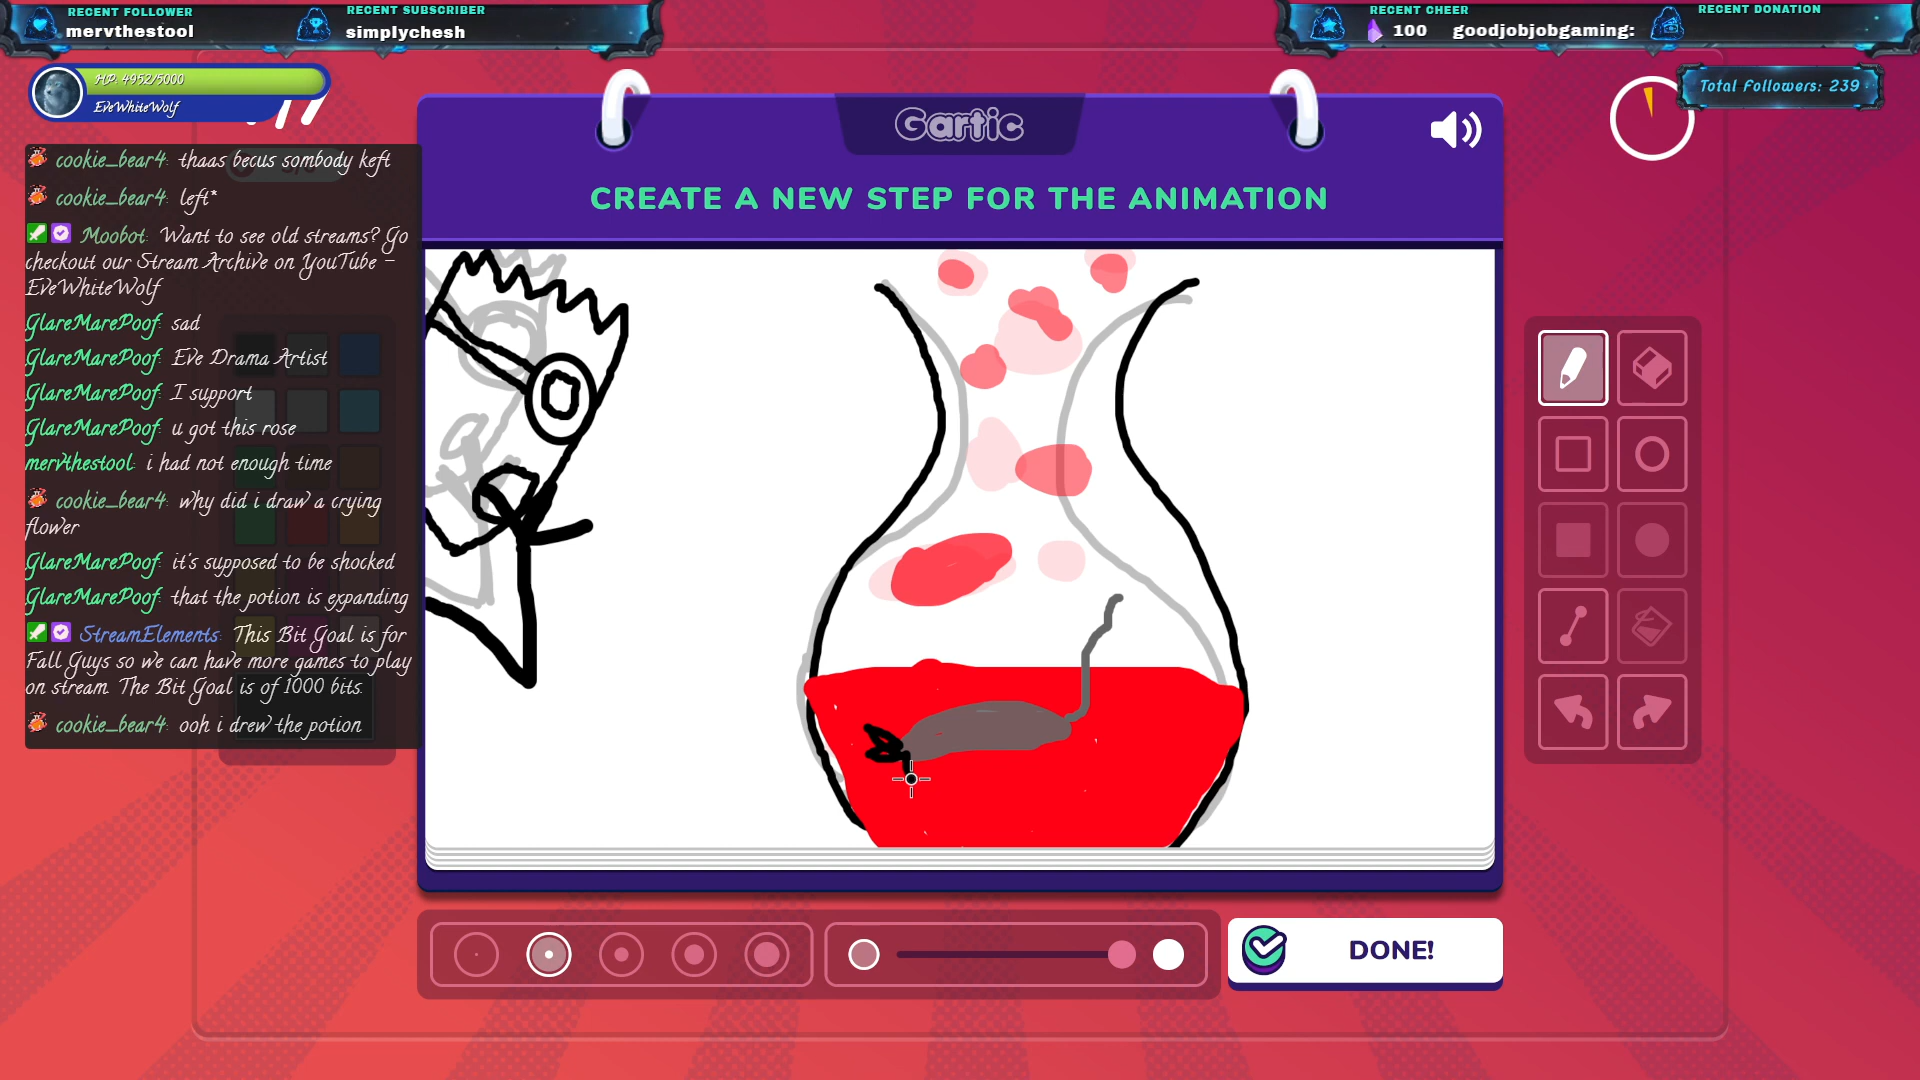 RECENT FOLLOWER
mervthestool
RECENT SUBSCRIBER
simplychesh
RECENT CHEER
100 goodjobjobgaming:
RECENT DONATION
HP: 4952/5000
EveWhiteWolf
Total Followers: 239
Gartic
CREATE A NEW STEP FOR THE ANIMATION
cookie_bear4: thaas becus sombody keft
cookie_bear4: left*
Moobot: Want to see old streams? Go
checkout our Stream Archive on YouTube -
EveWhiteWolf
GlareMarePoof: sad
GlareMarePoof: Eve Drama Artist
GlareMarePoof: I support
GlareMarePoof: u got this rose
mervthestool: i had not enough time
cookie_bear4: why did i draw a crying
flower
GlareMarePoof: it's supposed to be shocked
GlareMarePoof: that the potion is expanding
StreamElements: This Bit Goal is for
Fall Guys so we can have more games to play
on stream. The Bit Goal is of 1000 bits.
cookie_bear4: ooh i drew the potion
DONE!